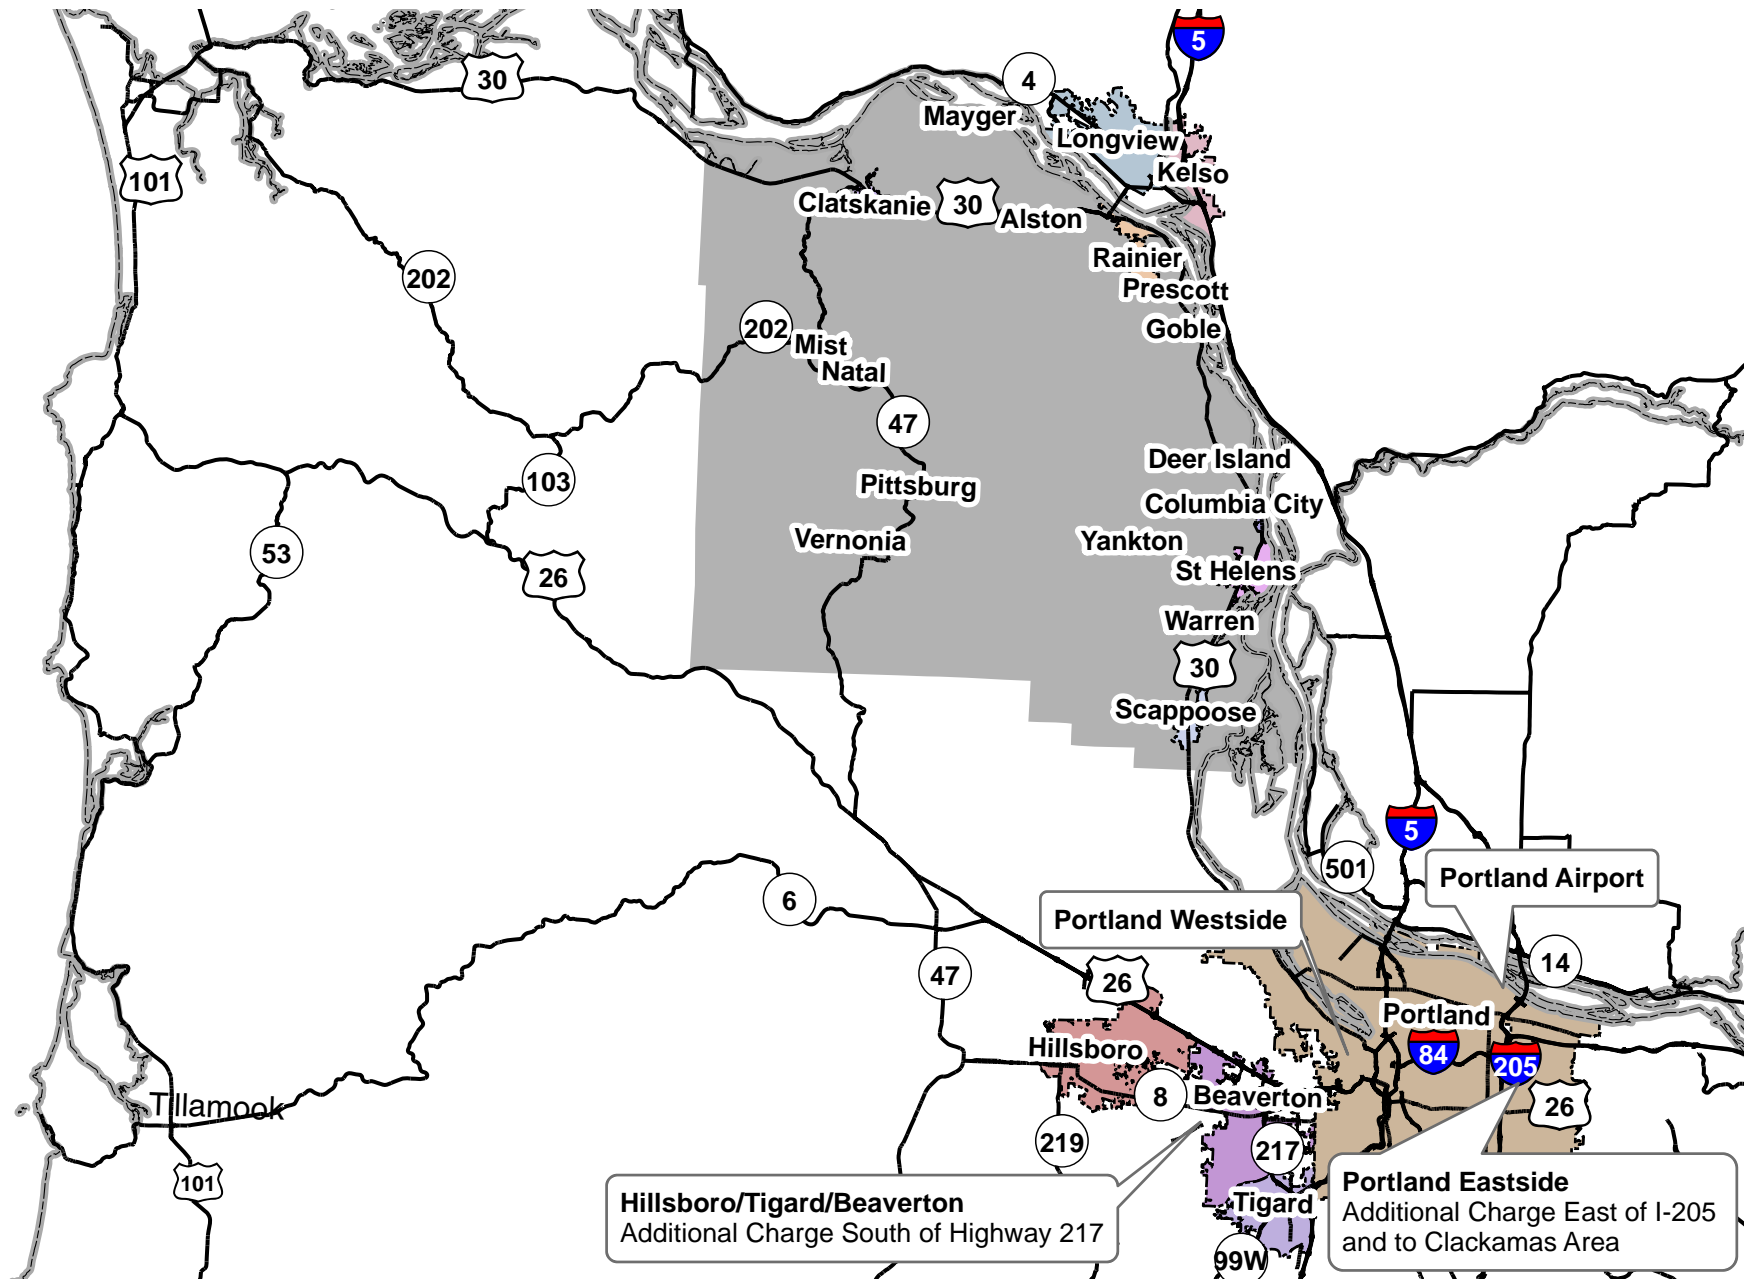 5
30
4
Mayger
Longview
101
Kelso
Clatskanie
30
Alston
Rainier
202
Prescott
202
Goble
Mist
Natal
47
Deer Island
103
Pittsburg
Columbia City
53
Vernonia
Yankton
26
St Helens
Warren
30
Scappoose
5
501
Portland Airport
6
Portland Westside
47
26
14
Portland
Hillsboro
84
205
8
Beaverton
26
Tillamook
219
217
101
Hillsboro/Tigard/Beaverton
Additional Charge South of Highway 217
Tigard
99W
Portland Eastside
Additional Charge East of I-205
and to Clackamas Area